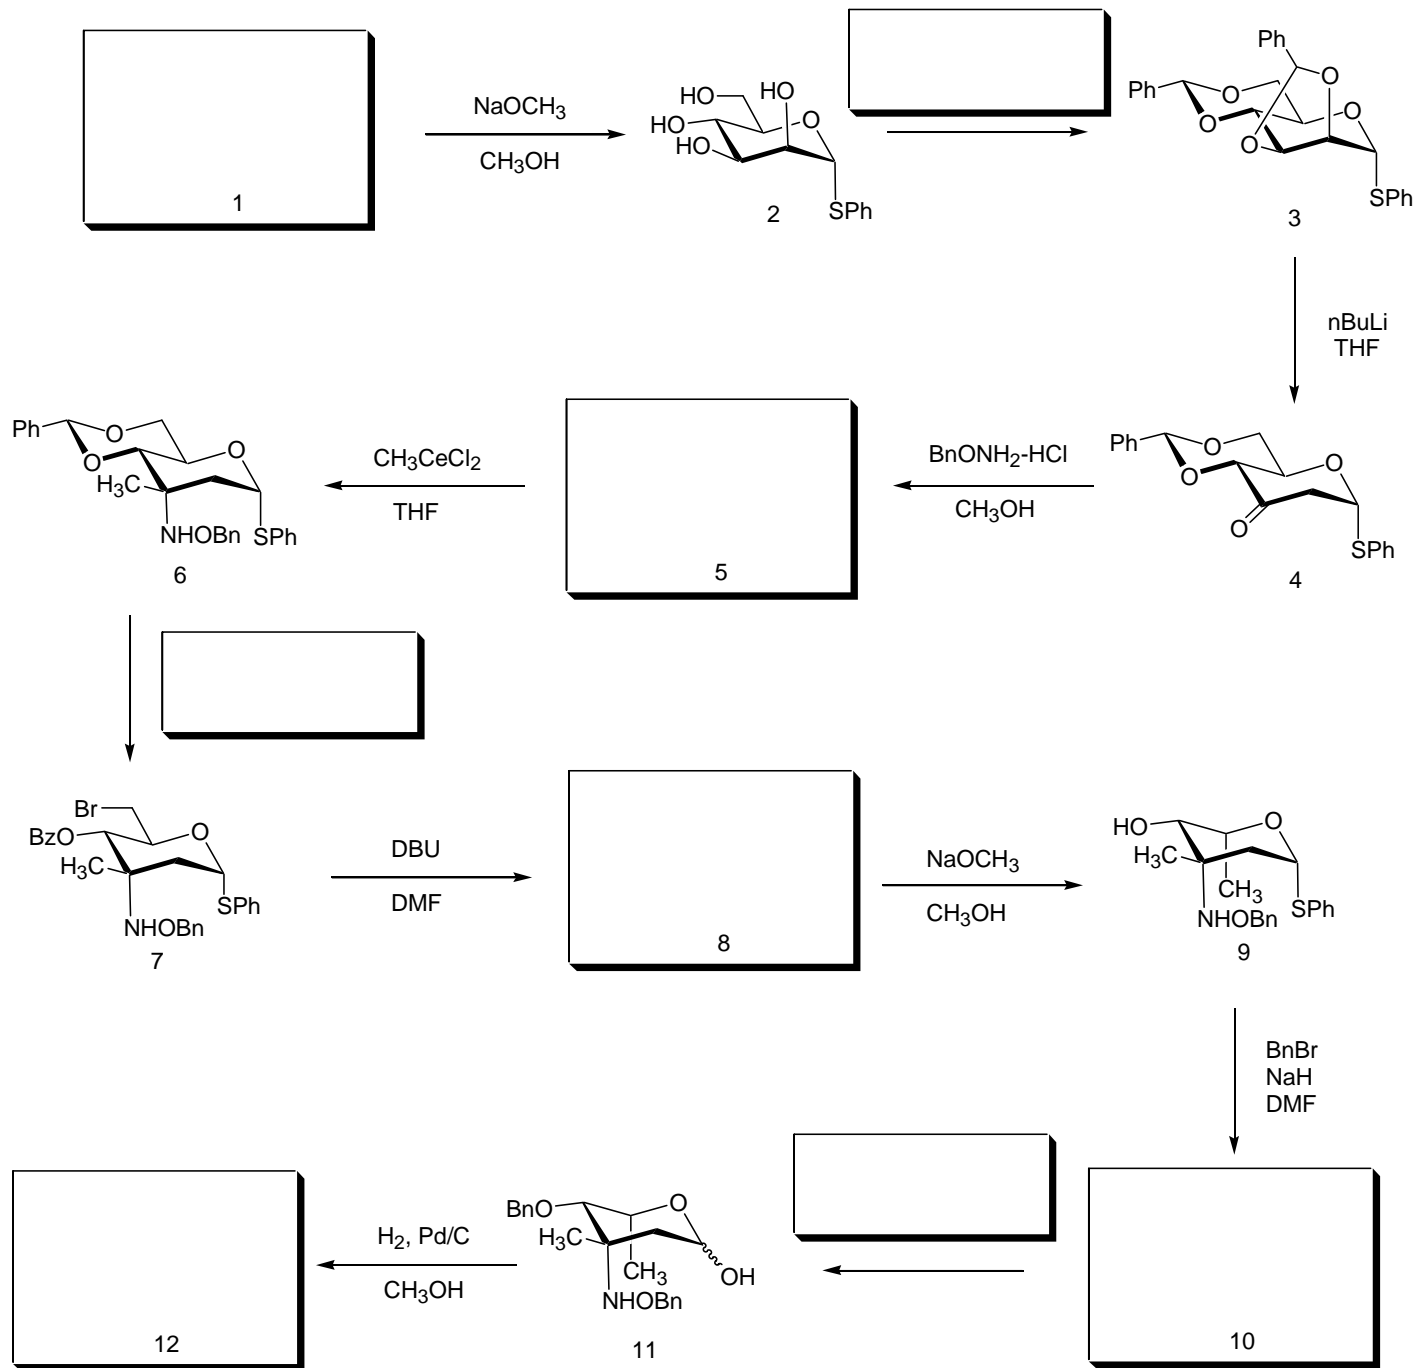 1
NaOCH3
CH3OH
HO
OH
O
HO
HO
SPh
2
Ph
O
Ph
O
O
O
O
SPh
3
nBuLi
THF
Ph
O
O
O
H3C
NHOBn
SPh
6
CH3CeCl2
THF
5
BnONH2-HCl
CH3OH
Ph
O
O
O
O
SPh
4
Br
O
BzO
H3C
SPh
NHOBn
7
DBU
DMF
8
NaOCH3
CH3OH
HO
O
H3C
CH3
NHOBn
SPh
9
BnBr
NaH
DMF
12
H2, Pd/C
CH3OH
BnO
O
H3C
CH3
OH
NHOBn
11
10